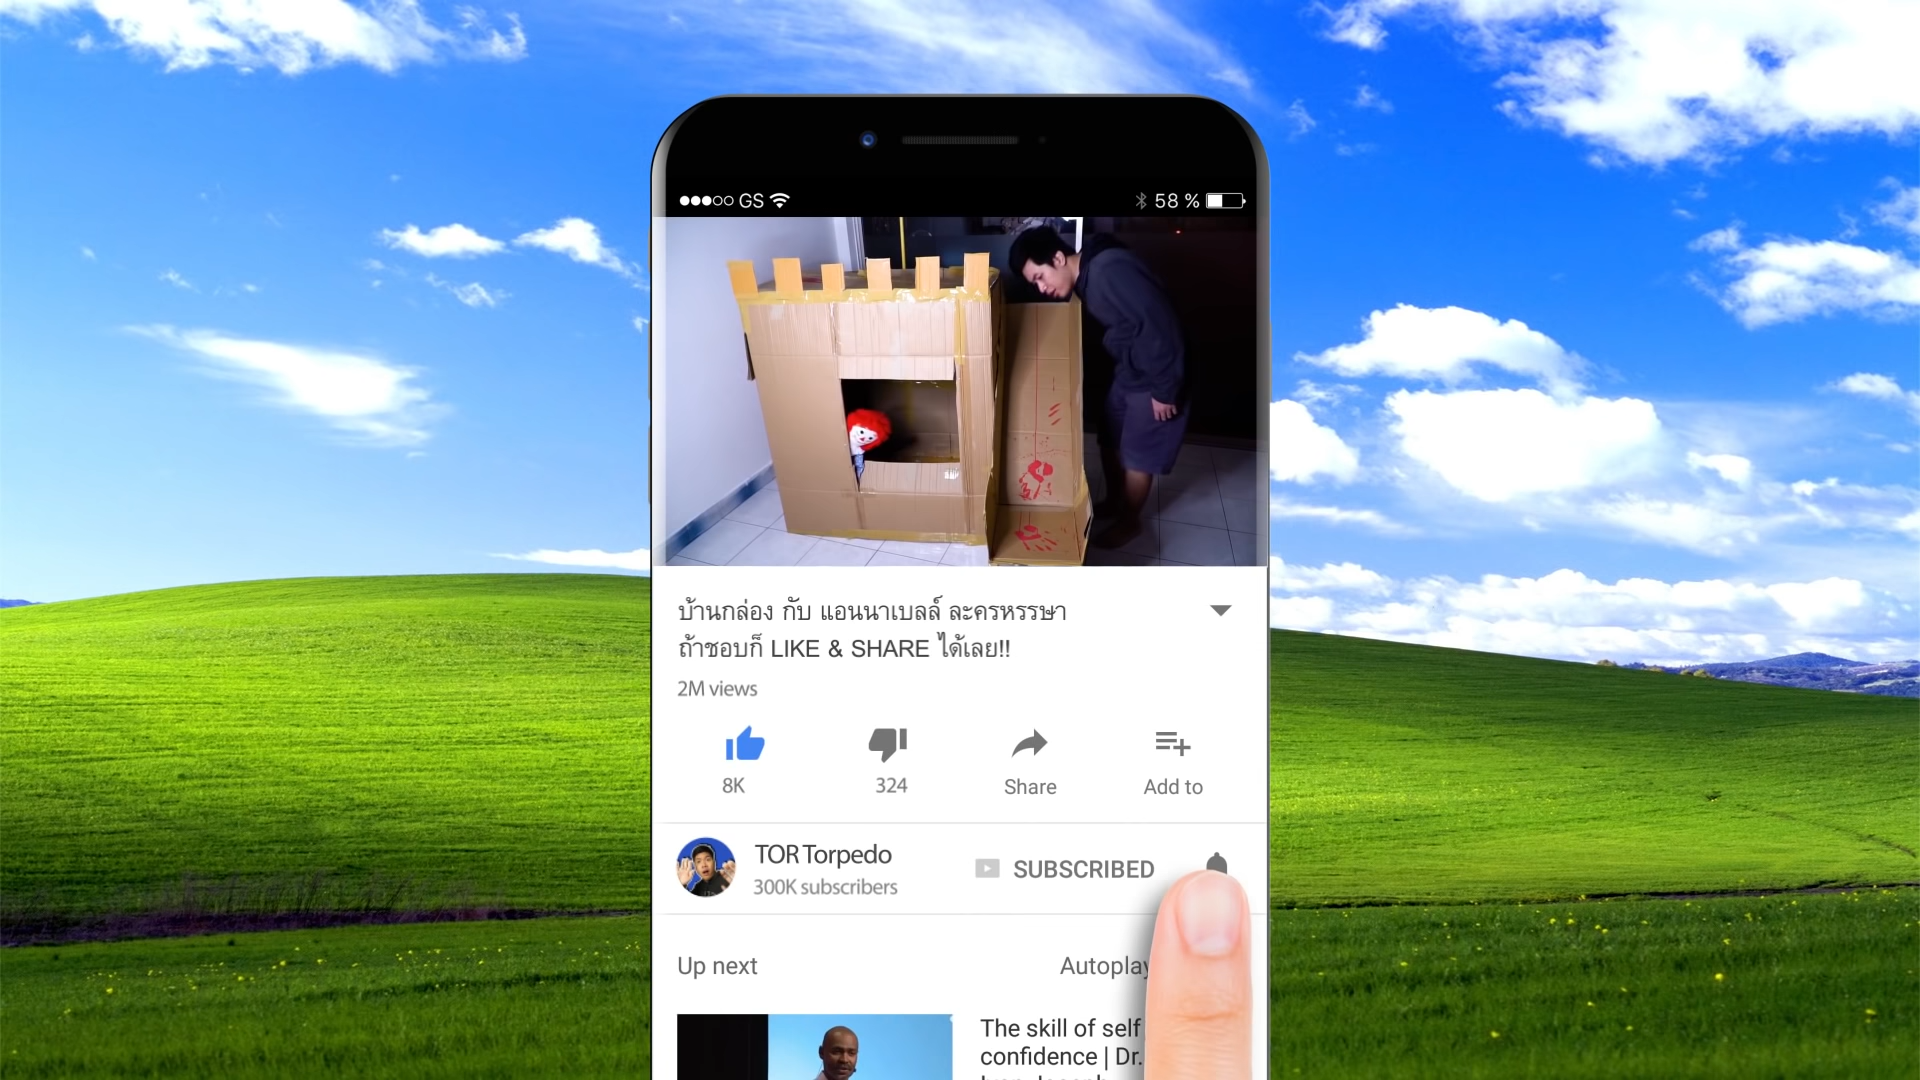 GS 58 %
บ้านกล่อง กับ แอนนาเบลล์ ละครหรรษา
ถ้าชอบก็ LIKE & SHARE ได้เลย!!
2M views
8K 324 Share Add to
TOR Torpedo
300K subscribers
SUBSCRIBED
Up next Autoplay
The skill of self
confidence | Dr.